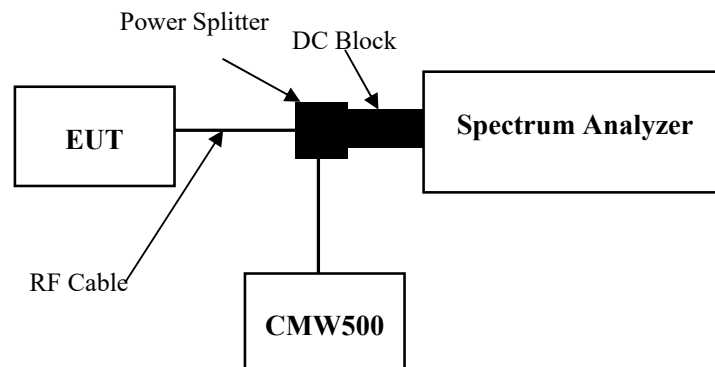 Power Splitter
DC Block
EUT
Spectrum Analyzer
RF Cable
CMW500